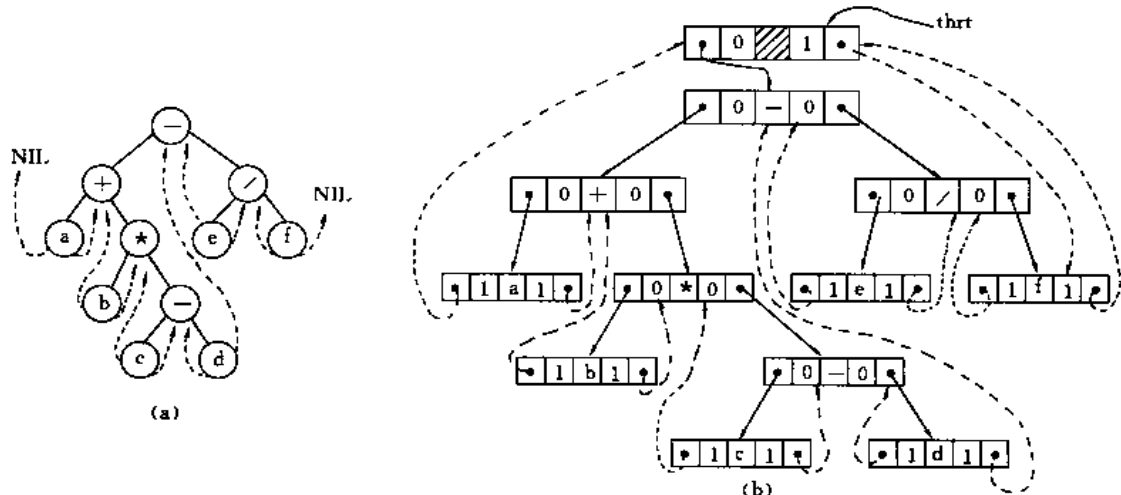 thrt
0 1
0 — 0
—
NIL
+ /
NIL
0 + 0
0 / 0
a * e f
1 a 1
0 * 0
1 e 1
1 f 1
b —
1 b 1
0 — 0
c d
(a)
1 c 1
1 d 1
(b)